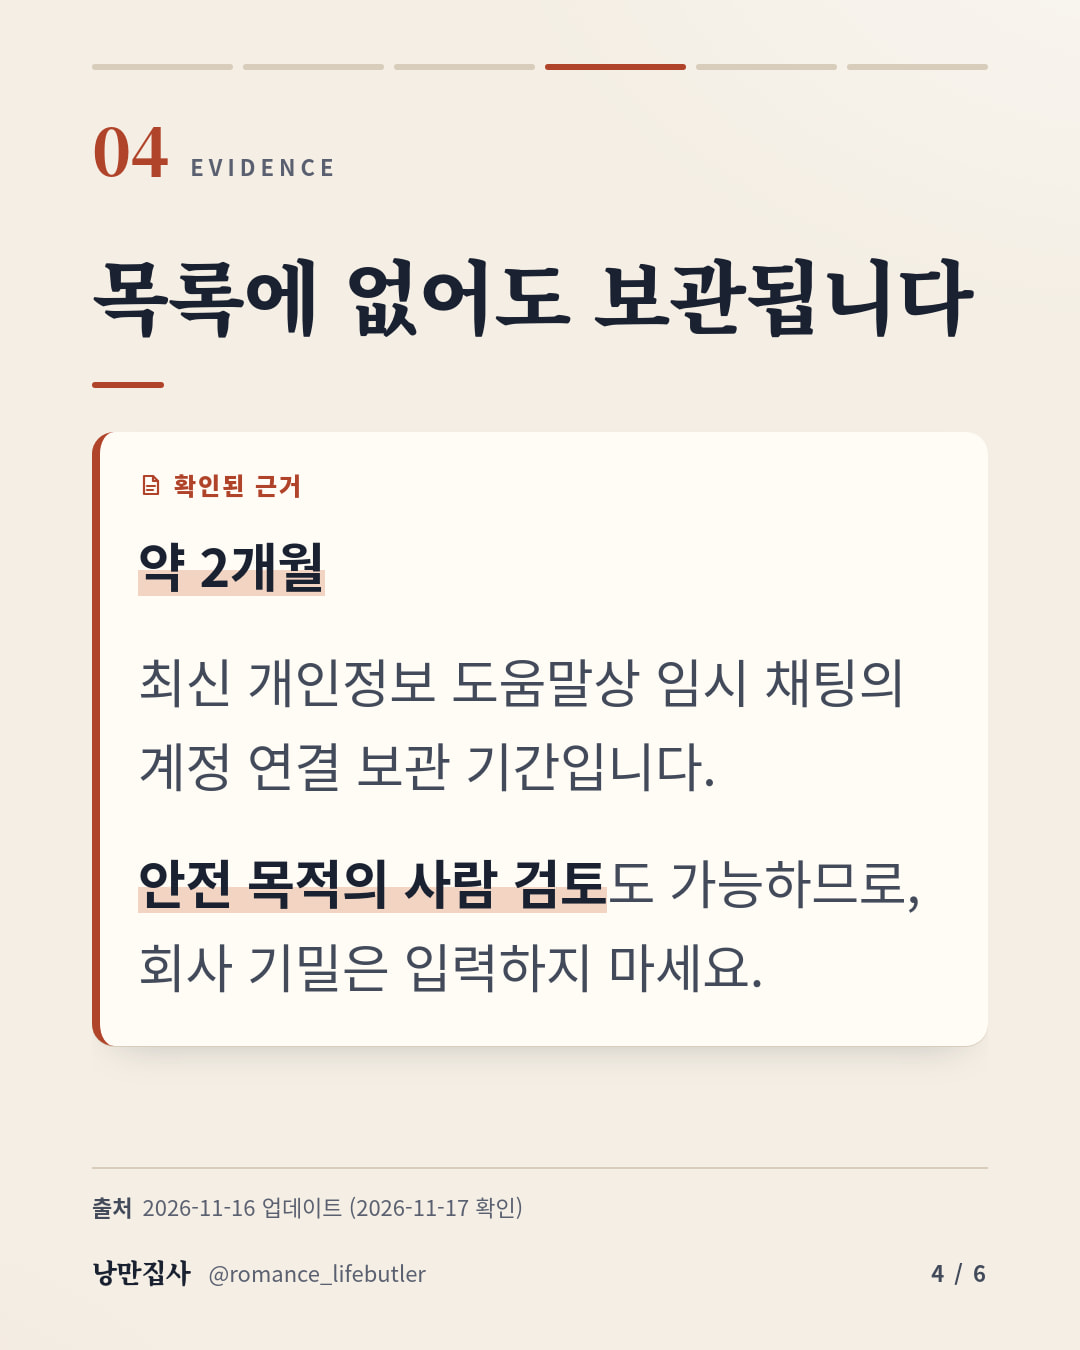 04 EVIDENCE
목록에 없어도 보관됩니다
확인된 근거
약 2개월
최신 개인정보 도움말상 임시 채팅의
계정 연결 보관 기간입니다.
안전 목적의 사람 검토도 가능하므로,
회사 기밀은 입력하지 마세요.
출처 2026-11-16 업데이트 (2026-11-17 확인)
낭만집사 @romance_lifebutler 4 / 6